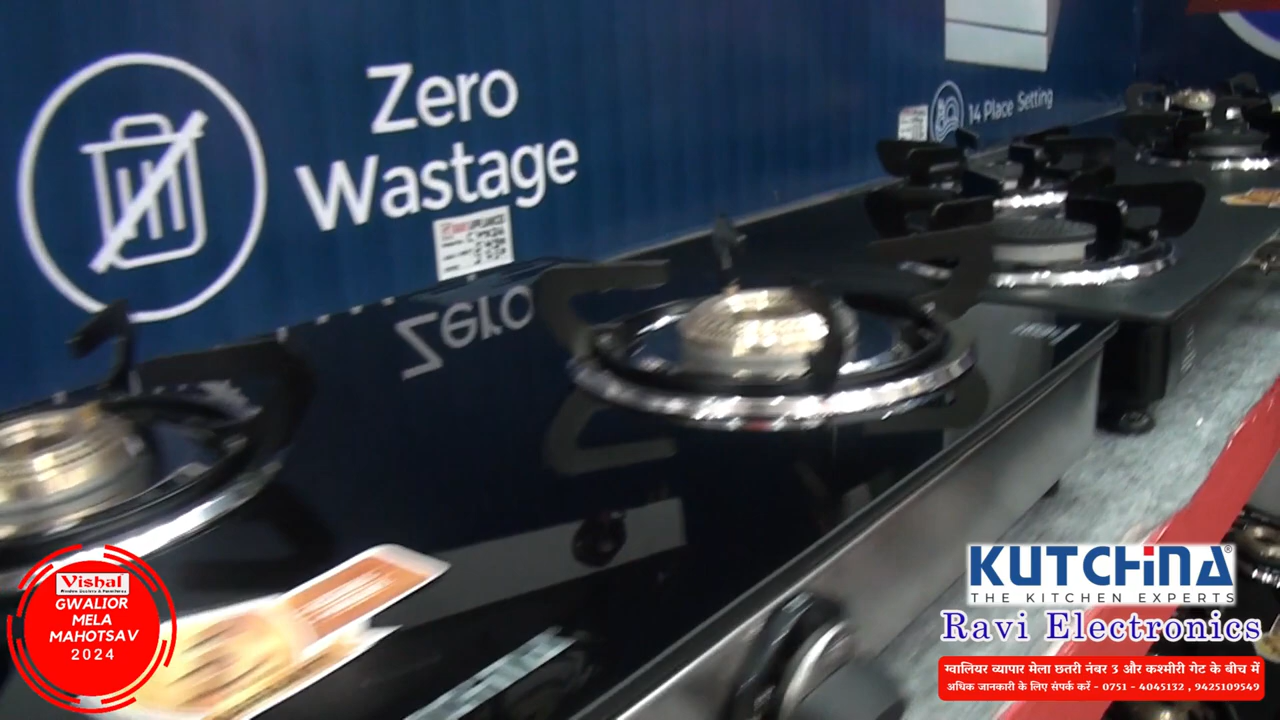 Zero
Wastage
14 Place Setting
Zero
Vishal
GWALIOR
MELA
MAHOTSAV
2024
KUTCHiNA®
THE KITCHEN EXPERTS
Ravi Electronics
ग्वालियर व्यापार मेला छतरी नंबर 3 और कश्मीरी गेट के बीच में
अधिक जानकारी के लिए संपर्क करें - 0751 - 4045132 , 9425109549